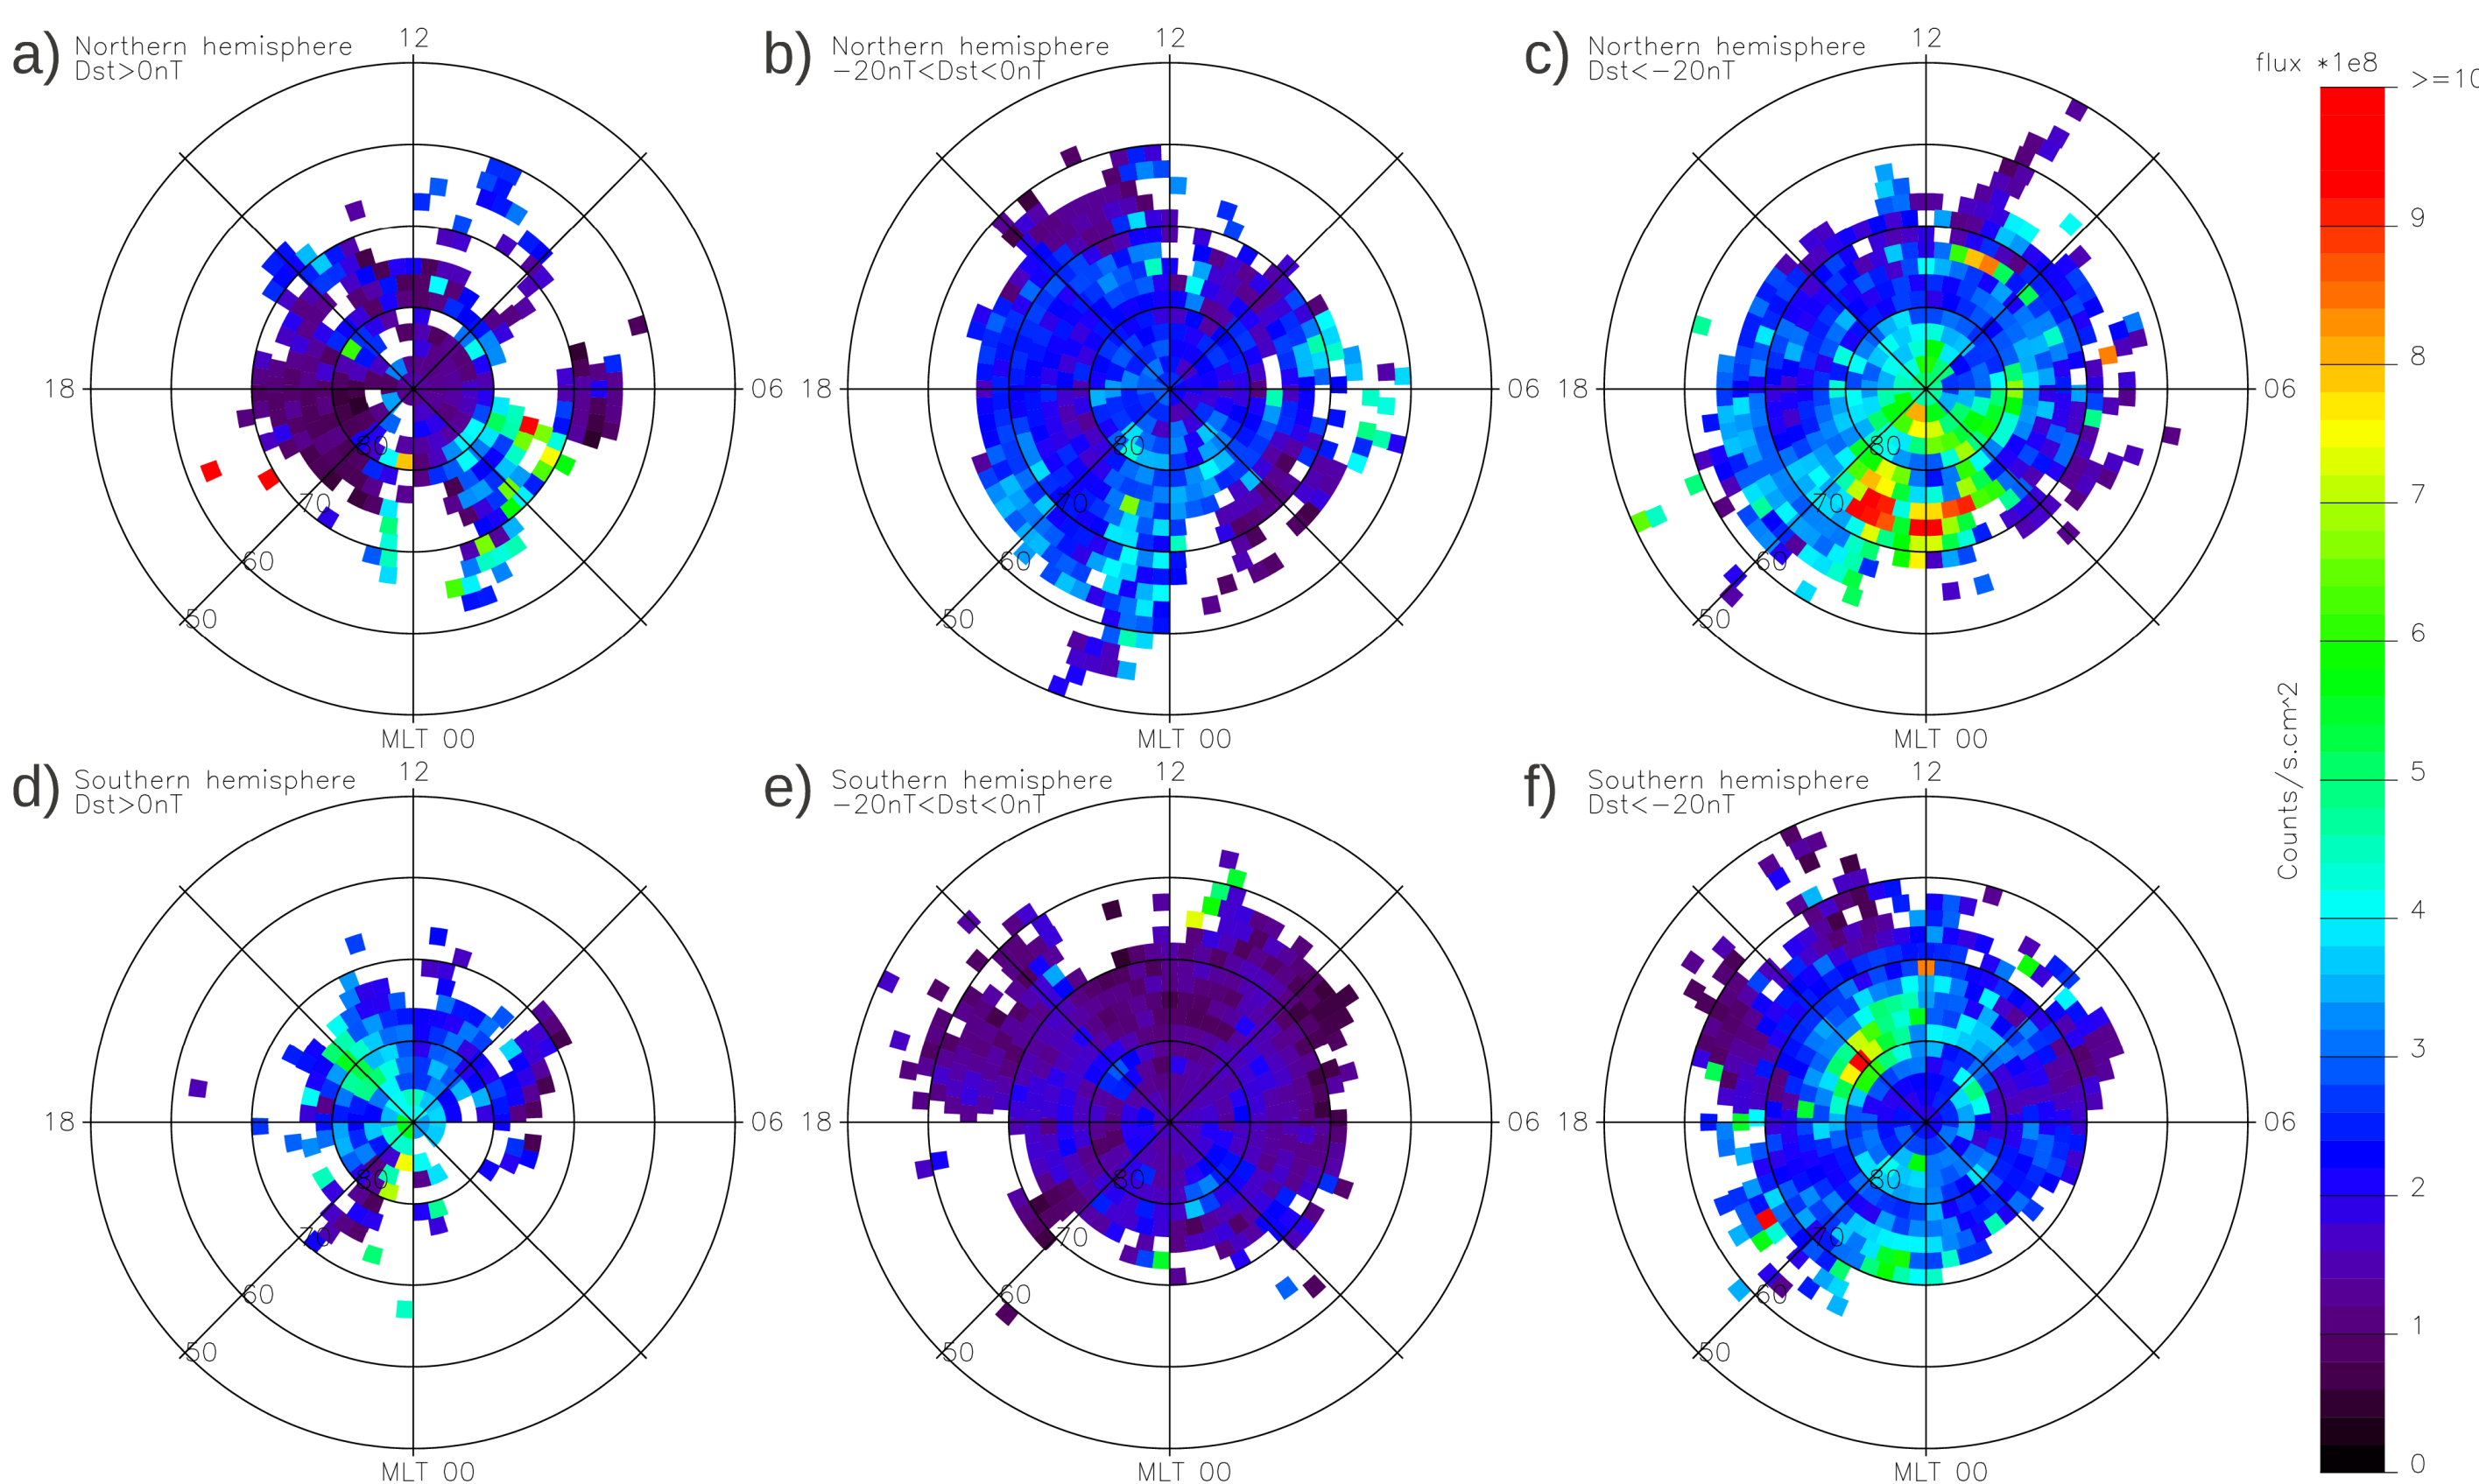 a) Northern hemisphere
Dst>0nT
12
18
06
80
70
60
50
MLT 00
b) Northern hemisphere
−20nT<Dst<0nT
12
18
06
80
70
60
50
MLT 00
c) Northern hemisphere
Dst<−20nT
12
18
06
80
70
60
50
MLT 00
d) Southern hemisphere
Dst>0nT
12
18
06
80
70
60
50
MLT 00
e) Southern hemisphere
−20nT<Dst<0nT
12
18
06
80
70
60
50
MLT 00
f) Southern hemisphere
Dst<−20nT
12
18
06
80
70
60
50
MLT 00
flux *1e8
>=10
9
8
7
6
5
4
3
2
1
0
Counts/s.cm^2